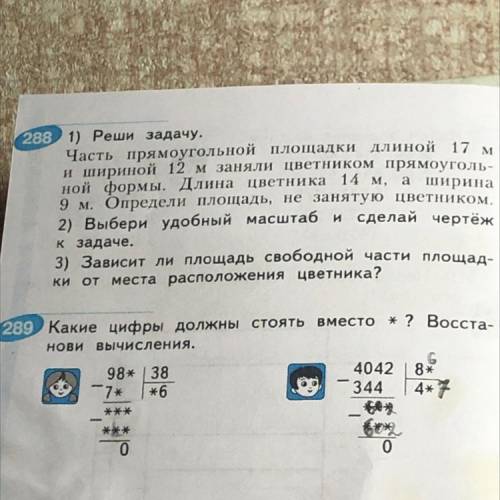 288 1) Реши задачу.
Часть прямоугольной площадки длиной 17 м
и шириной 12 м заняли цветником прямоуголь-
ной формы. Длина цветника 14 м, а ширина
9 м. Определи площадь, не занятую цветником.
2) Выбери удобный масштаб и сделай чертёж
к задаче.
3) Зависит ли площадь свободной части площад-
ки от места расположения цветника?
289 Какие цифры должны стоять вместо * ? Восста-
нови вычисления.
98* 38
- 7* *6
- ***
***
0
6
4042 8*
- 344 4* 7
- ***
***
0